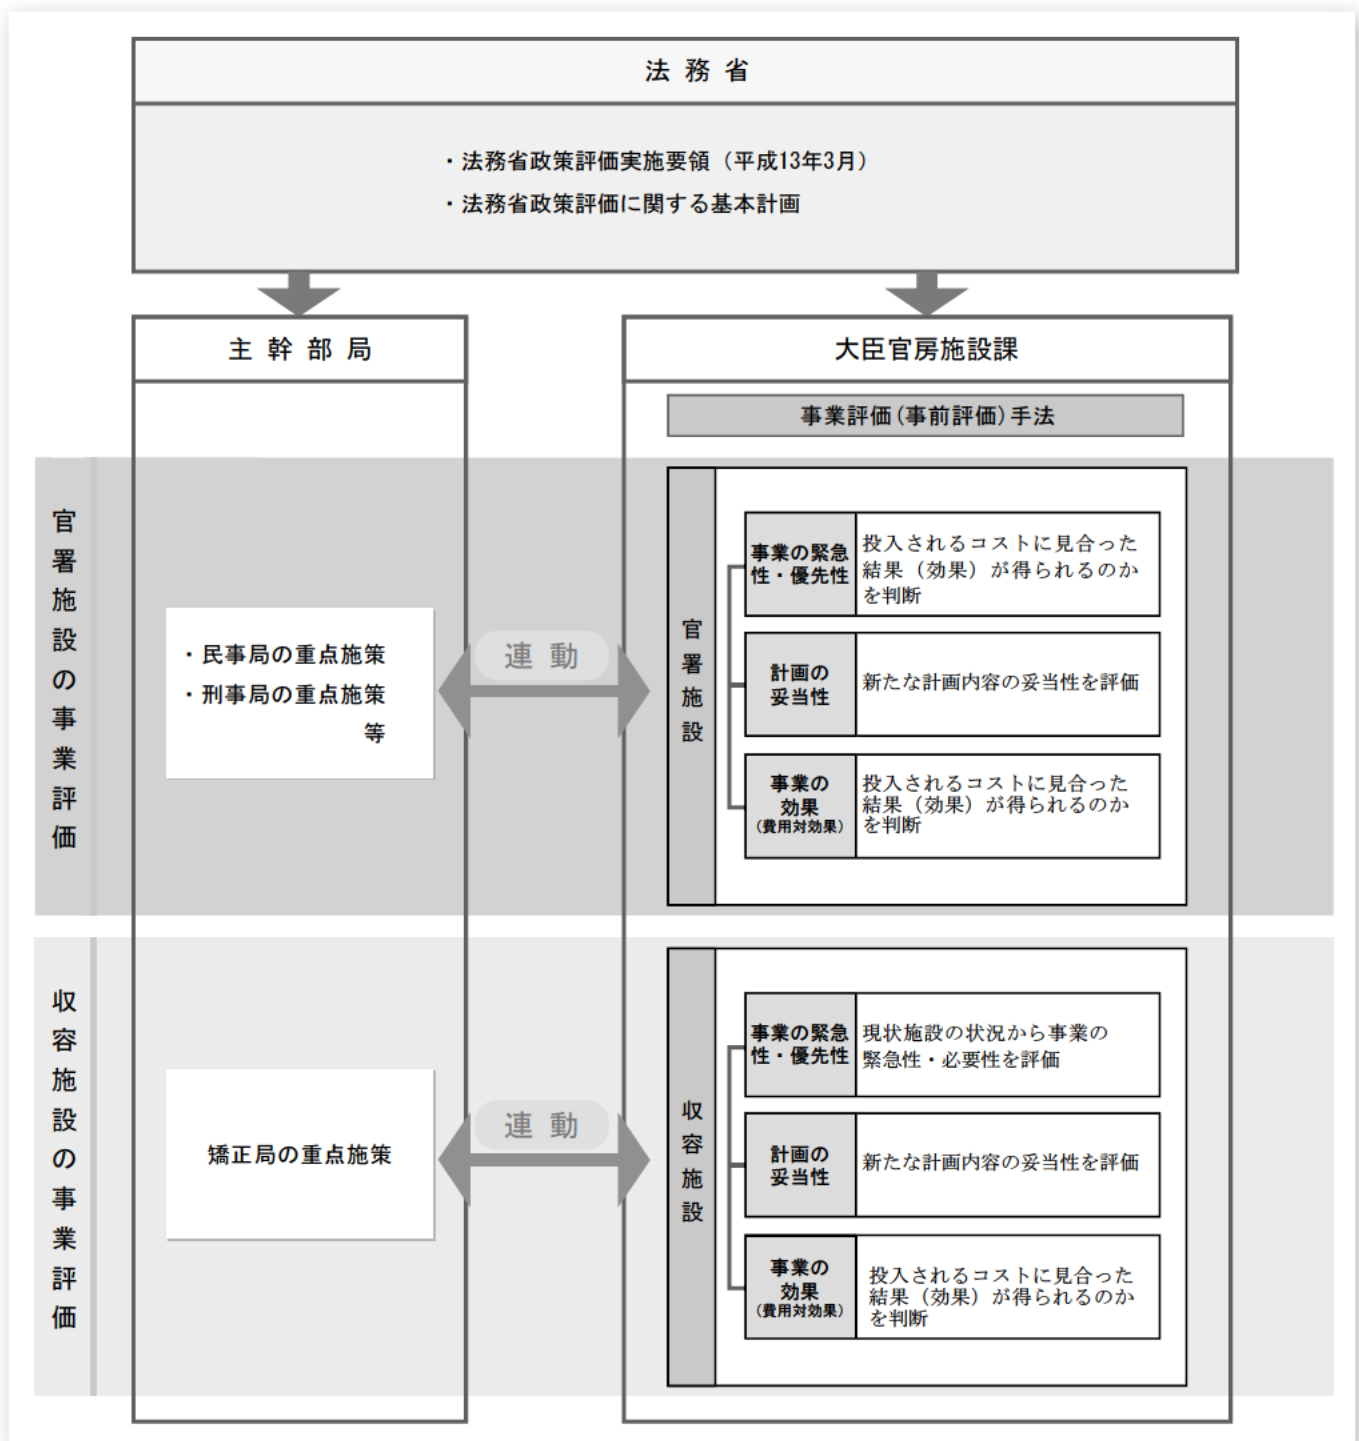 法務省
・法務省政策評価実施要領（平成13年3月）
・法務省政策評価に関する基本計画
主幹部局
大臣官房施設課
事業評価(事前評価)手法
官署施設の事業評価
・民事局の重点施策
・刑事局の重点施策
等
連動
官署施設
事業の緊急
性・優先性
投入されるコストに見合った
結果（効果）が得られるのか
を判断
計画の
妥当性
新たな計画内容の妥当性を評価
事業の
効果
(費用対効果)
投入されるコストに見合った
結果（効果）が得られるのか
を判断
収容施設の事業評価
矯正局の重点施策
連動
収容施設
事業の緊急
性・優先性
現状施設の状況から事業の
緊急性・必要性を評価
計画の
妥当性
新たな計画内容の妥当性を評価
事業の
効果
(費用対効果)
投入されるコストに見合った
結果（効果）が得られるのか
を判断